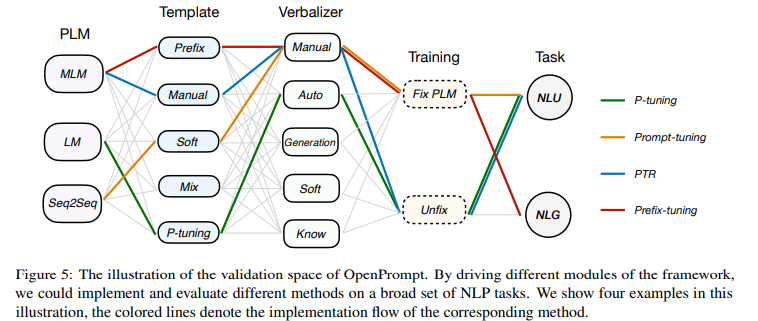 PLM
Template
Verbalizer
Training
Task
MLM
LM
Seq2Seq
Prefix
Manual
Soft
Mix
P-tuning
Manual
Auto
Generation
Soft
Know
Fix PLM
Unfix
NLU
NLG
P-tuning
Prompt-tuning
PTR
Prefix-tuning
Figure 5: The illustration of the validation space of OpenPrompt. By driving different modules of the framework,
we could implement and evaluate different methods on a broad set of NLP tasks. We show four examples in this
illustration, the colored lines denote the implementation flow of the corresponding method.